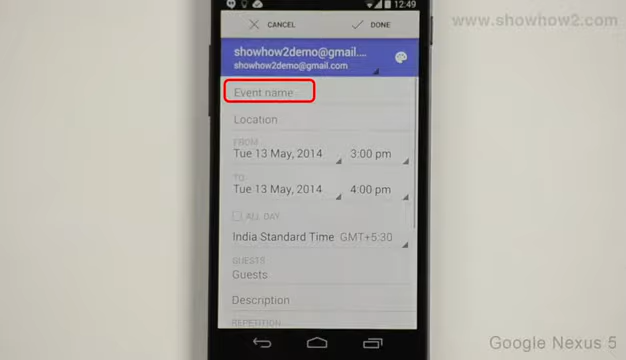 12:49
www.showhow2.com
CANCEL DONE
showhow2demo@gmail....
showhow2demo@gmail.com
Event name
Location
FROM
Tue 13 May, 2014 3:00 pm
TO
Tue 13 May, 2014 4:00 pm
ALL DAY
India Standard Time GMT+5:30
GUESTS
Guests
Description
REPETITION
Google Nexus 5